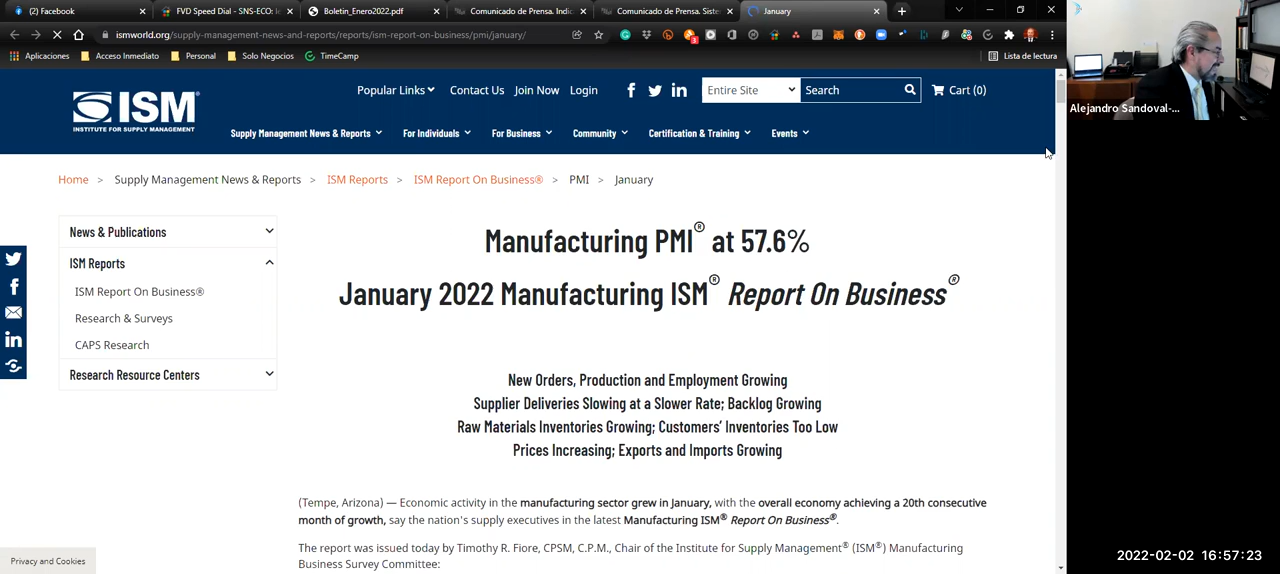 (2) Facebook
FVD Speed Dial - SNS-ECO: l
Boletin_Enero2022.pdf
Comunicado de Prensa. Indic
Comunicado de Prensa. Siste
January
ismworld.org/supply-management-news-and-reports/reports/ism-report-on-business/pmi/january/
Aplicaciones
Acceso Inmediato
Personal
Solo Negocios
TimeCamp
Lista de lectura
Alejandro Sandoval-...
ISM®
INSTITUTE FOR SUPPLY MANAGEMENT
Popular Links
Contact Us
Join Now
Login
Entire Site
Search
Cart (0)
Supply Management News & Reports
For Individuals
For Business
Community
Certification & Training
Events
Home > Supply Management News & Reports > ISM Reports > ISM Report On Business® > PMI > January
News & Publications
ISM Reports
ISM Report On Business®
Research & Surveys
CAPS Research
Research Resource Centers
Manufacturing PMI® at 57.6%
January 2022 Manufacturing ISM® Report On Business®
New Orders, Production and Employment Growing
Supplier Deliveries Slowing at a Slower Rate; Backlog Growing
Raw Materials Inventories Growing; Customers' Inventories Too Low
Prices Increasing; Exports and Imports Growing
(Tempe, Arizona) — Economic activity in the manufacturing sector grew in January, with the overall economy achieving a 20th consecutive
month of growth, say the nation's supply executives in the latest Manufacturing ISM® Report On Business®.
The report was issued today by Timothy R. Fiore, CPSM, C.P.M., Chair of the Institute for Supply Management® (ISM®) Manufacturing
Business Survey Committee:
Privacy and Cookies
2022-02-02 16:57:23